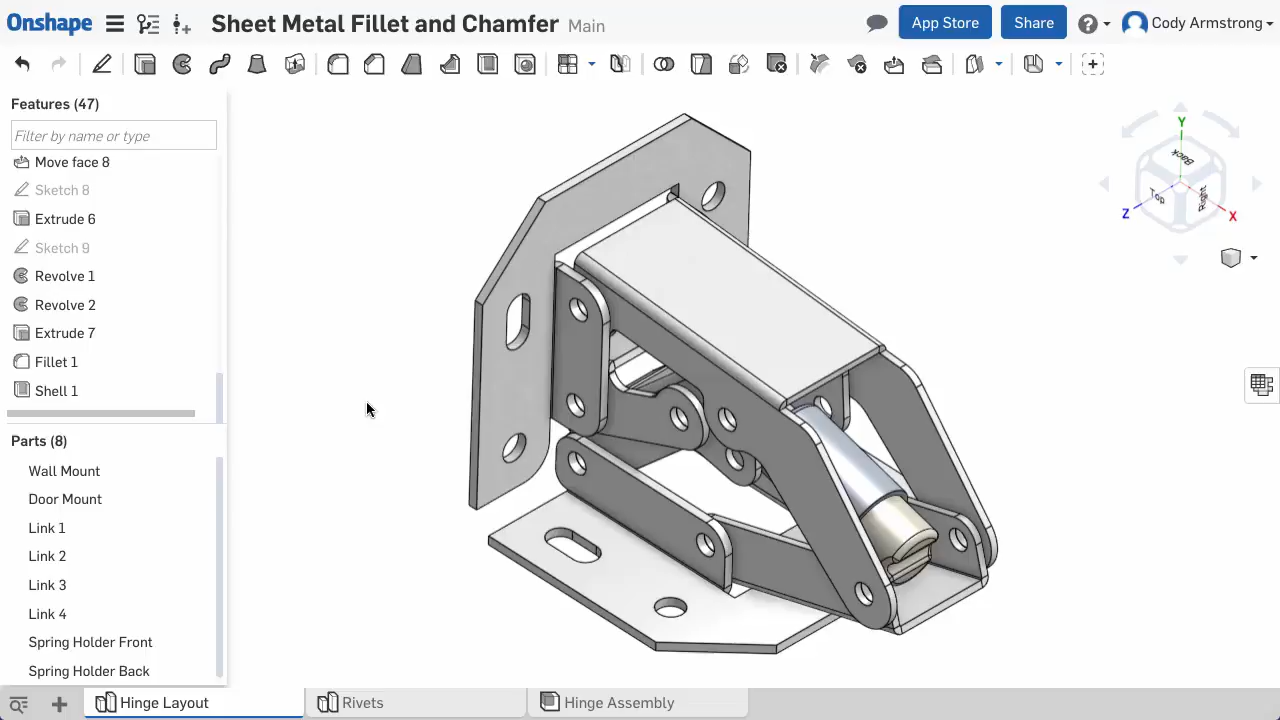 Onshape Sheet Metal Fillet and Chamfer Main App Store Share Cody Armstrong
Features (47)
Filter by name or type
Move face 8
Sketch 8
Extrude 6
Sketch 9
Revolve 1
Revolve 2
Extrude 7
Fillet 1
Shell 1
Parts (8)
Wall Mount
Door Mount
Link 1
Link 2
Link 3
Link 4
Spring Holder Front
Spring Holder Back
Y
Back
Top
Right
Z
X
Hinge Layout Rivets Hinge Assembly